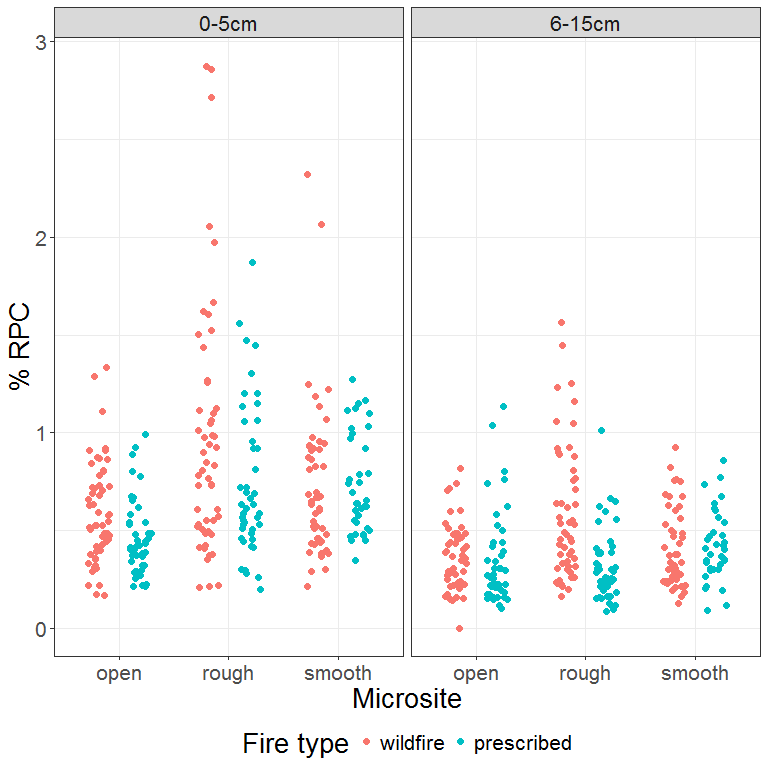 0-5cm 6-15cm
3
2
1
0
% RPC
open rough smooth open rough smooth
Microsite
Fire type wildfire prescribed